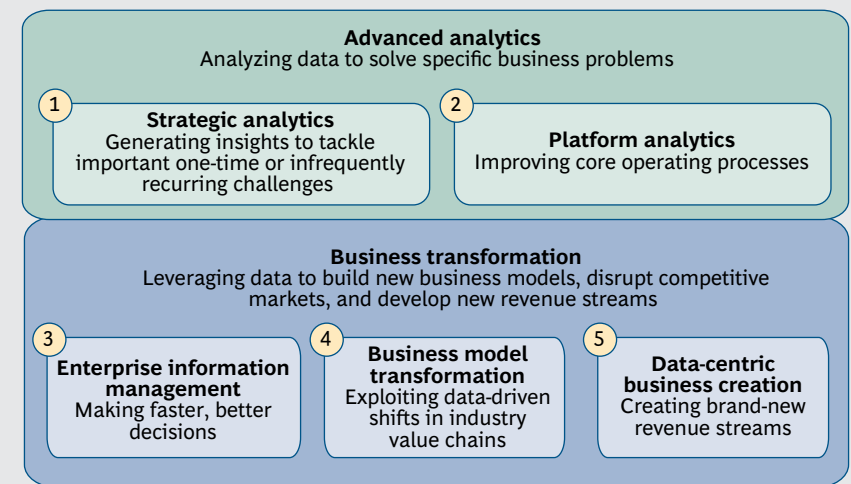 Advanced analytics
Analyzing data to solve specific business problems
1
Strategic analytics
Generating insights to tackle
important one-time or infrequently
recurring challenges
2
Platform analytics
Improving core operating processes
Business transformation
Leveraging data to build new business models, disrupt competitive
markets, and develop new revenue streams
3
Enterprise information
management
Making faster, better
decisions
4
Business model
transformation
Exploiting data-driven
shifts in industry
value chains
5
Data-centric
business creation
Creating brand-new
revenue streams